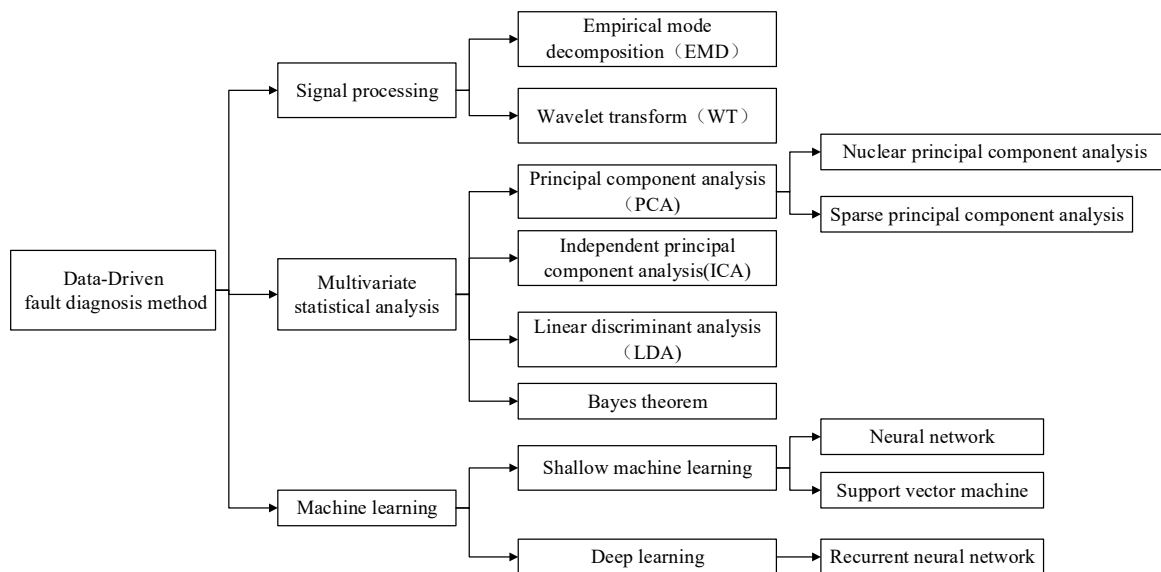 Empirical mode
decomposition（EMD）
Signal processing
Wavelet transform（WT）
Nuclear principal component analysis
Principal component analysis
（PCA)
Sparse principal component analysis
Independent principal
component analysis(ICA)
Data-Driven
fault diagnosis method
Multivariate
statistical analysis
Linear discriminant analysis
（LDA)
Bayes theorem
Neural network
Shallow machine learning
Support vector machine
Machine learning
Deep learning
Recurrent neural network